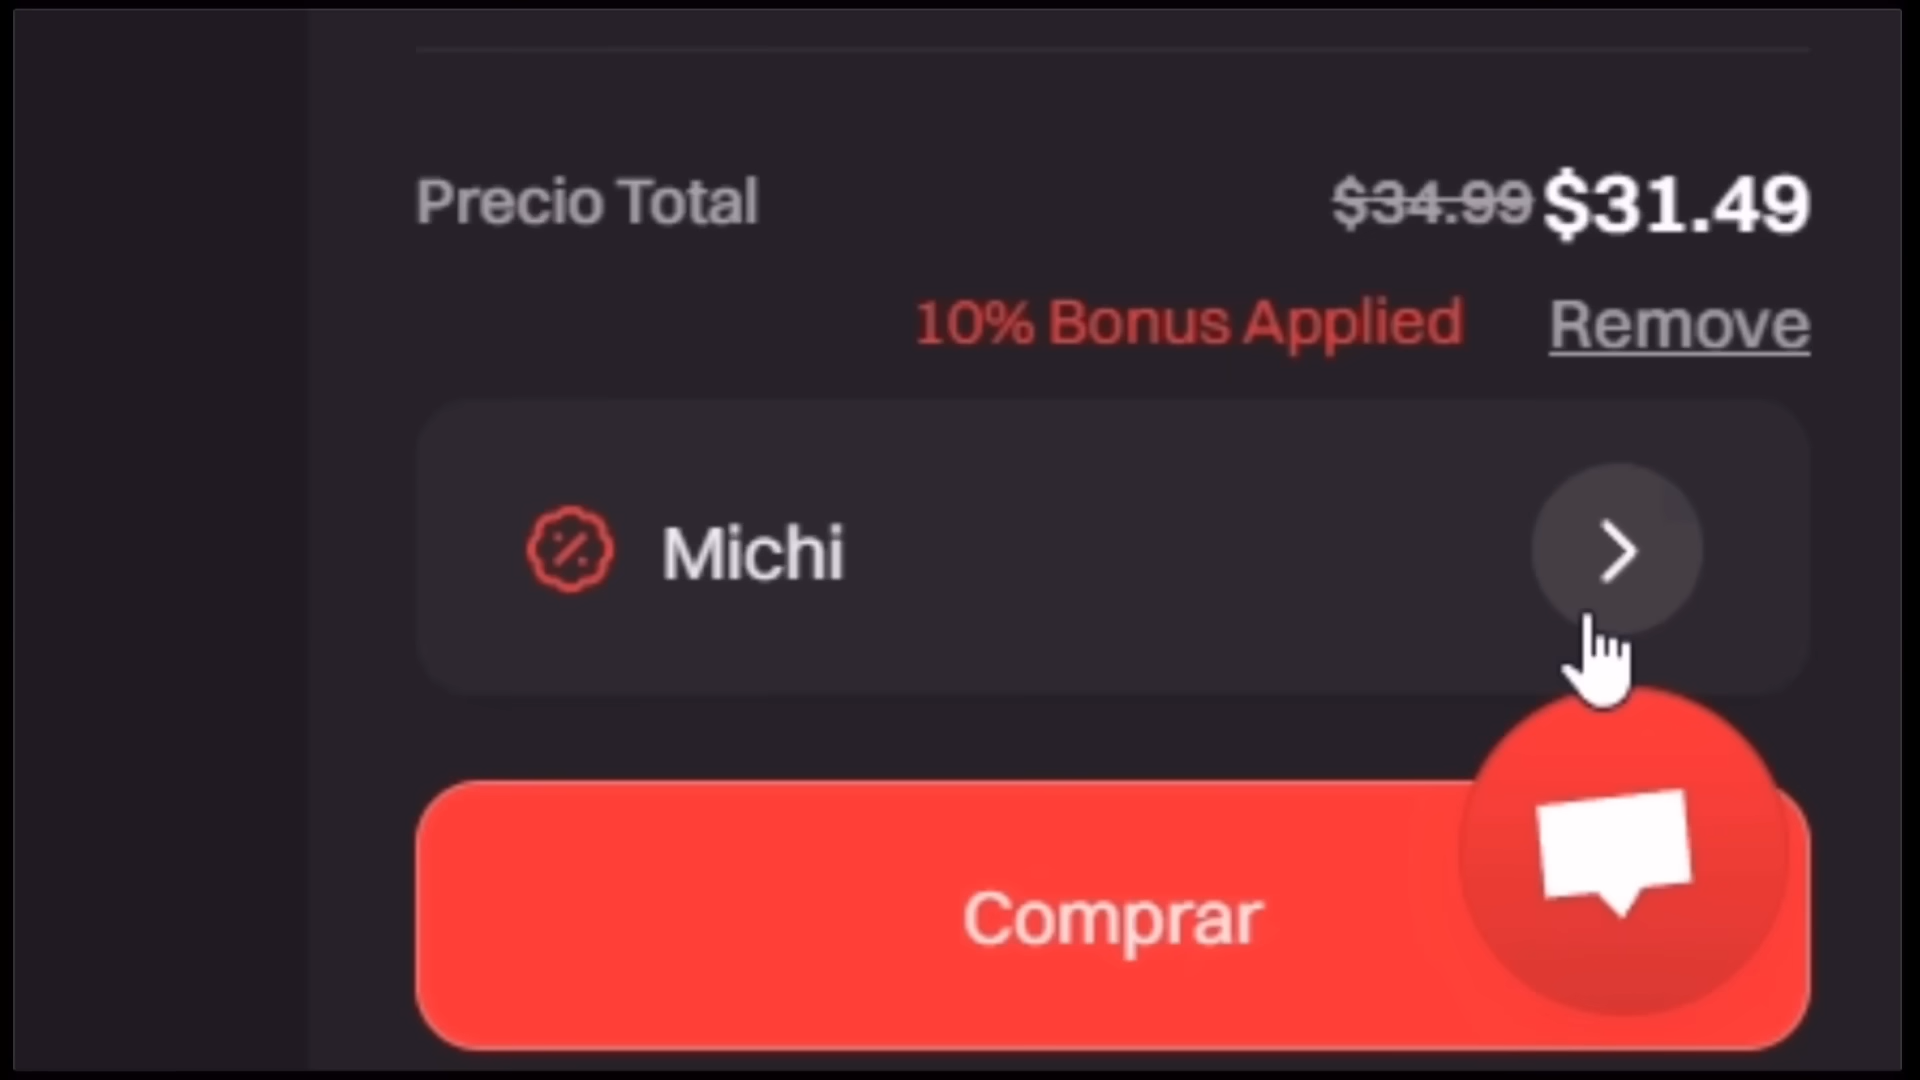 Precio Total $34.99 $31.49
10% Bonus Applied Remove
Michi
Comprar